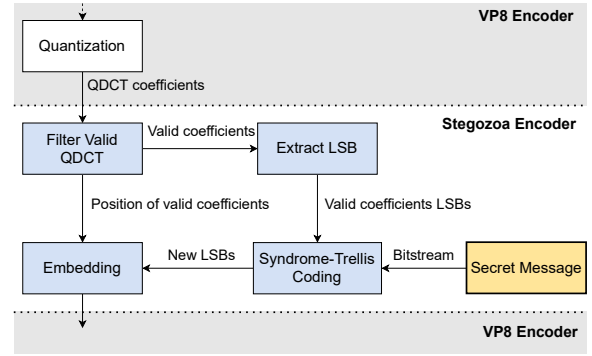 VP8 Encoder
Quantization
QDCT coefficients
Stegozoa Encoder
Filter Valid
QDCT
Valid coefficients
Extract LSB
Position of valid coefficients
Valid coefficients LSBs
Embedding
New LSBs
Syndrome-Trellis
Coding
Bitstream
Secret Message
VP8 Encoder